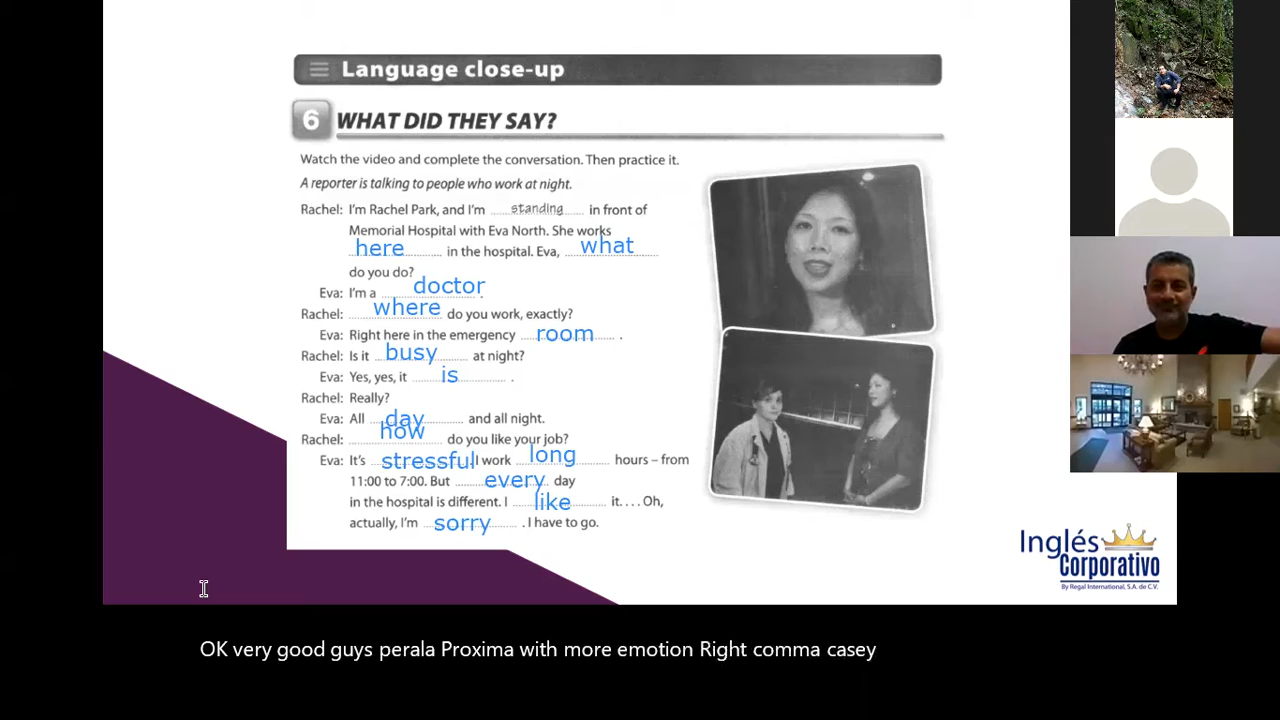 Language close-up
6 WHAT DID THEY SAY?
Watch the video and complete the conversation. Then practice it.
A reporter is talking to people who work at night.
Rachel: I'm Rachel Park, and I'm standing in front of
Memorial Hospital with Eva North. She works
here in the hospital. Eva, what
do you do?
Eva: I'm a doctor .
Rachel: where do you work, exactly?
Eva: Right here in the emergency room .
Rachel: Is it busy at night?
Eva: Yes, yes, it is .
Rachel: Really?
Eva: All day and all night.
Rachel: how do you like your job?
Eva: It's stressful I work long hours – from
11:00 to 7:00. But every day
in the hospital is different. I like it. . . . Oh,
actually, I'm sorry . I have to go.
Inglés
Corporativo
By Regal International, S.A. de C.V.
OK very good guys perala Proxima with more emotion Right comma casey